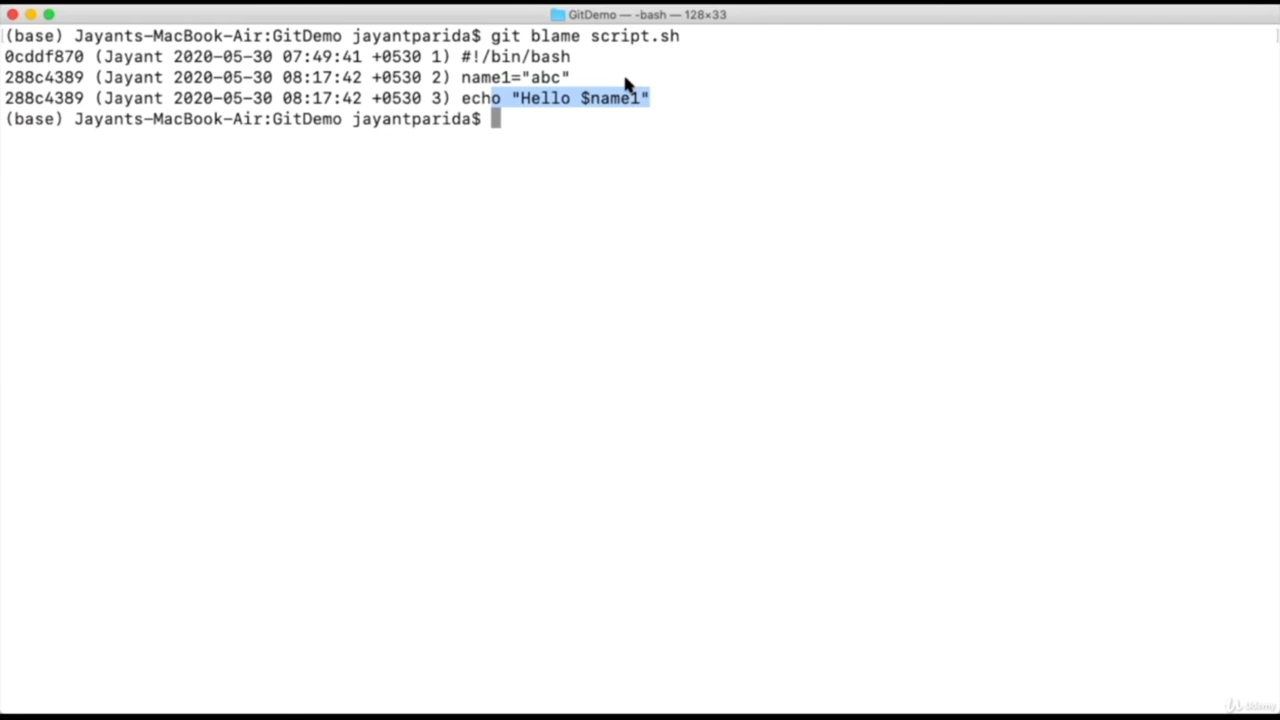 GitDemo — -bash — 128×33
(base) Jayants-MacBook-Air:GitDemo jayantparida$ git blame script.sh
0cddf870 (Jayant 2020-05-30 07:49:41 +0530 1) #!/bin/bash
288c4389 (Jayant 2020-05-30 08:17:42 +0530 2) name1="abc"
288c4389 (Jayant 2020-05-30 08:17:42 +0530 3) echo "Hello $name1"
(base) Jayants-MacBook-Air:GitDemo jayantparida$
Udemy